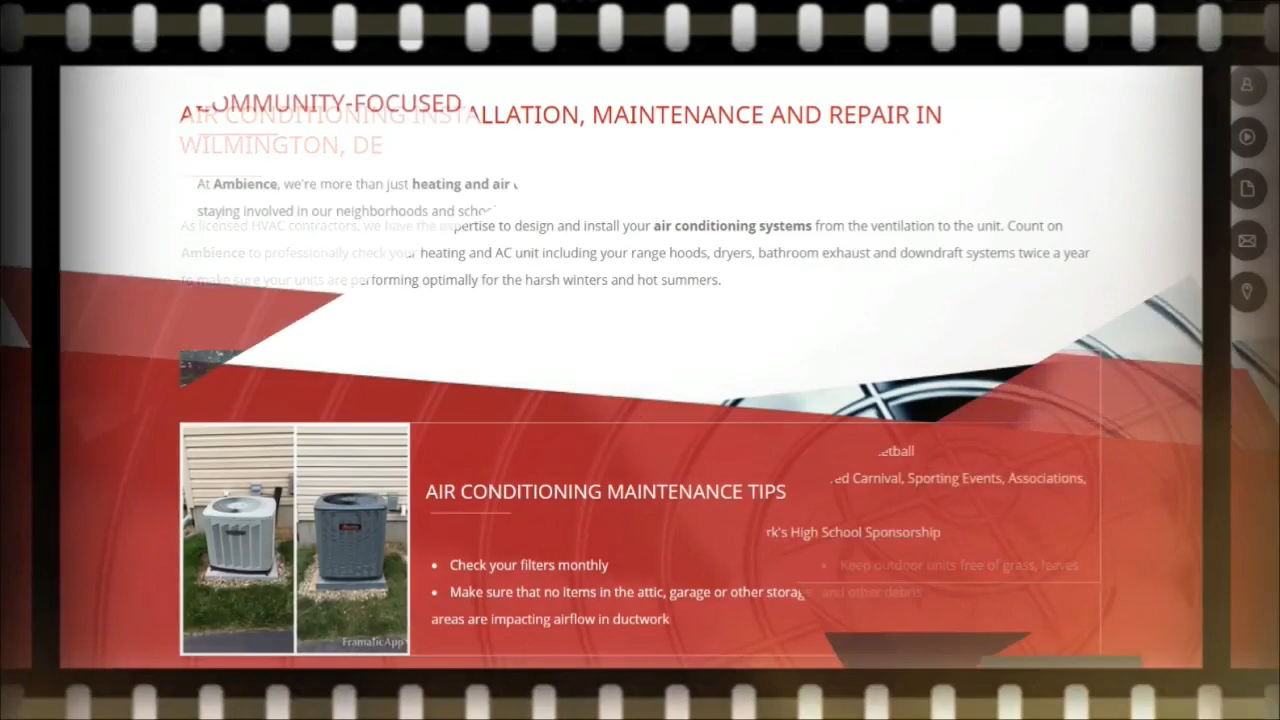 OMMUNITY-FOCUSED
AIR CONDITIONING INSTALLATION, MAINTENANCE AND REPAIR IN
WILMINGTON, DE
At Ambience, we're more than just heating and air
staying involved in our neighborhoods and schoo
As licensed HVAC contractors, we have the expertise to design and install your air conditioning systems from the ventilation to the unit. Count on
Ambience to professionally check your heating and AC unit including your range hoods, dryers, bathroom exhaust and downdraft systems twice a year
to make sure your units are performing optimally for the harsh winters and hot summers.
etball
ed Carnival, Sporting Events, Associations,
AIR CONDITIONING MAINTENANCE TIPS
rk's High School Sponsorship
• Check your filters monthly
• Keep outdoor units free of grass, leaves
• Make sure that no items in the attic, garage or other storage
and other debris
areas are impacting airflow in ductwork
FramaticApp